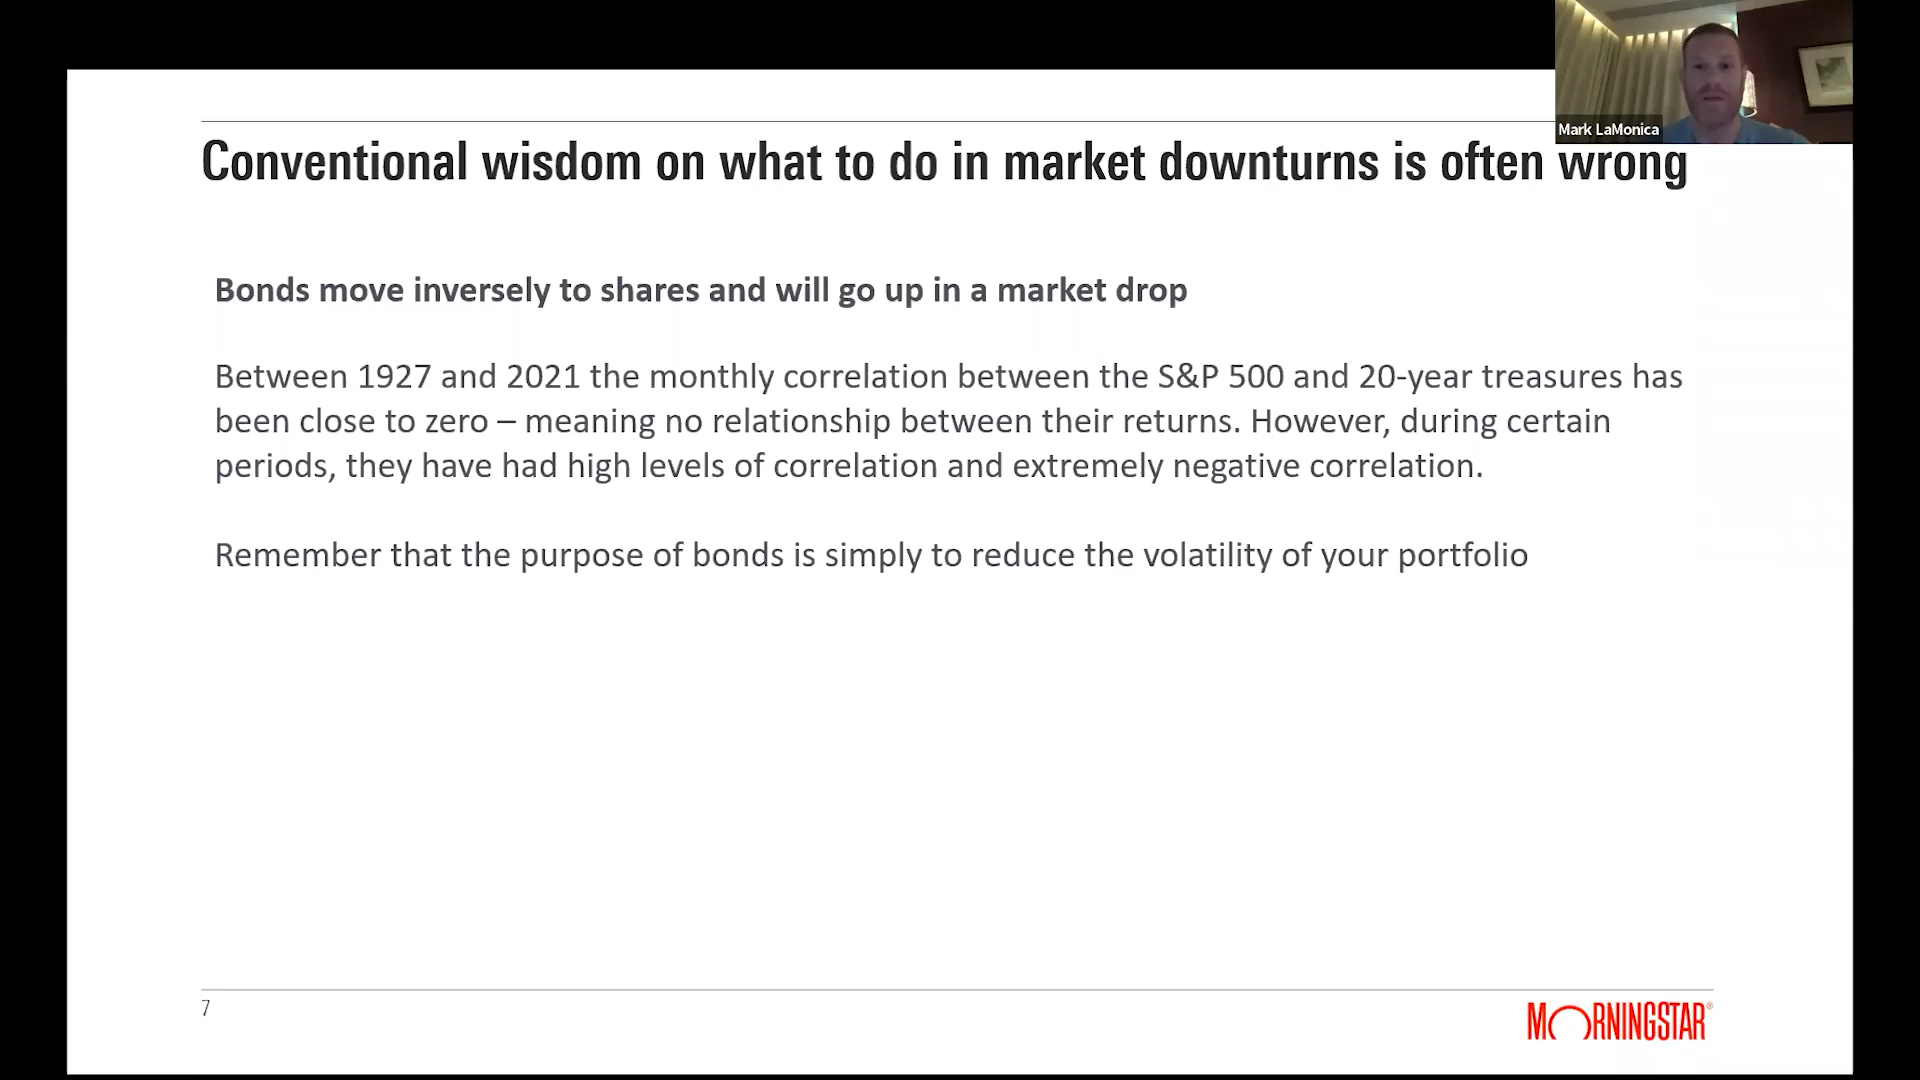 Mark LaMonica
Conventional wisdom on what to do in market downturns is often wrong
Bonds move inversely to shares and will go up in a market drop
Between 1927 and 2021 the monthly correlation between the S&P 500 and 20-year treasures has
been close to zero – meaning no relationship between their returns. However, during certain
periods, they have had high levels of correlation and extremely negative correlation.
Remember that the purpose of bonds is simply to reduce the volatility of your portfolio
7
MORNINGSTAR®